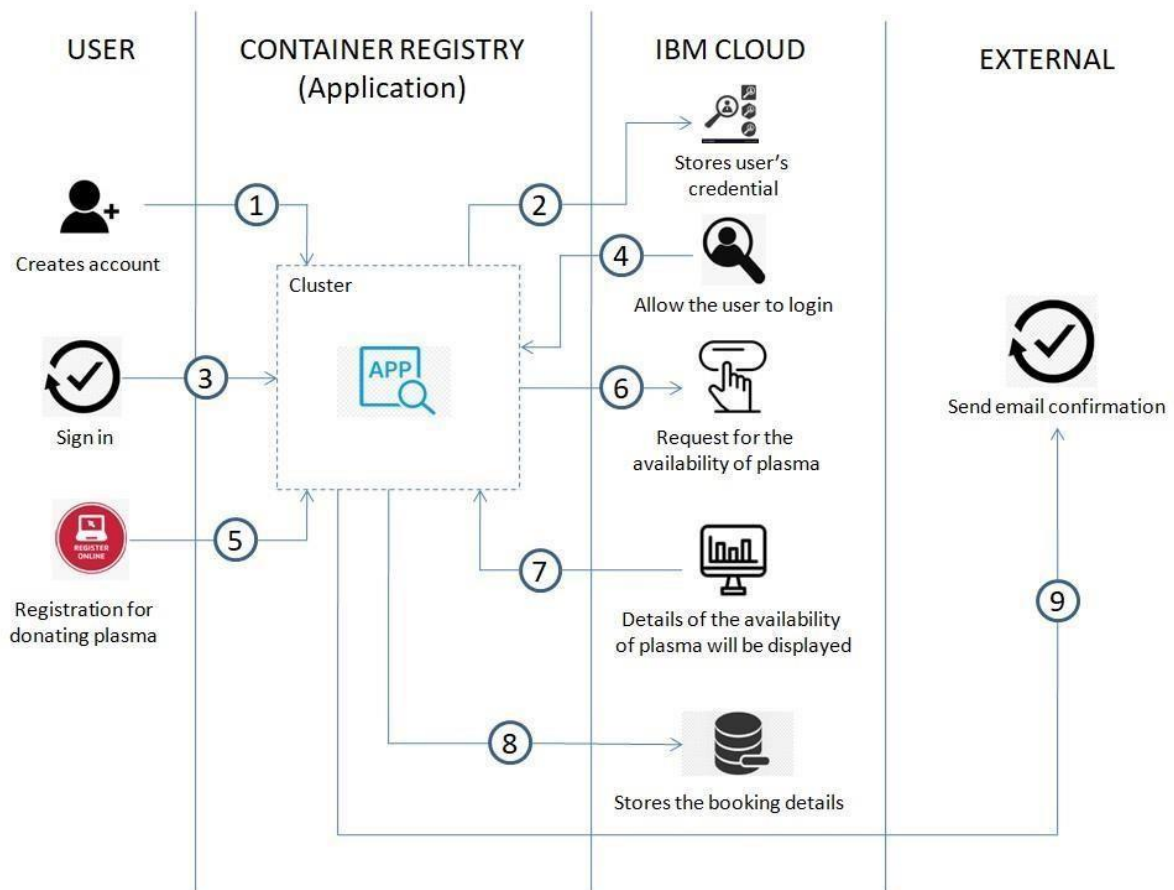 USER
CONTAINER REGISTRY
(Application)
IBM CLOUD
EXTERNAL
Stores user's
credential
1
2
Creates account
4
Cluster
Allow the user to login
APP
3
6
Sign in
Send email confirmation
Request for the
availability of plasma
REGISTER
ONLINE
5
7
Registration for
donating plasma
Details of the availability
of plasma will be displayed
9
8
Stores the booking details